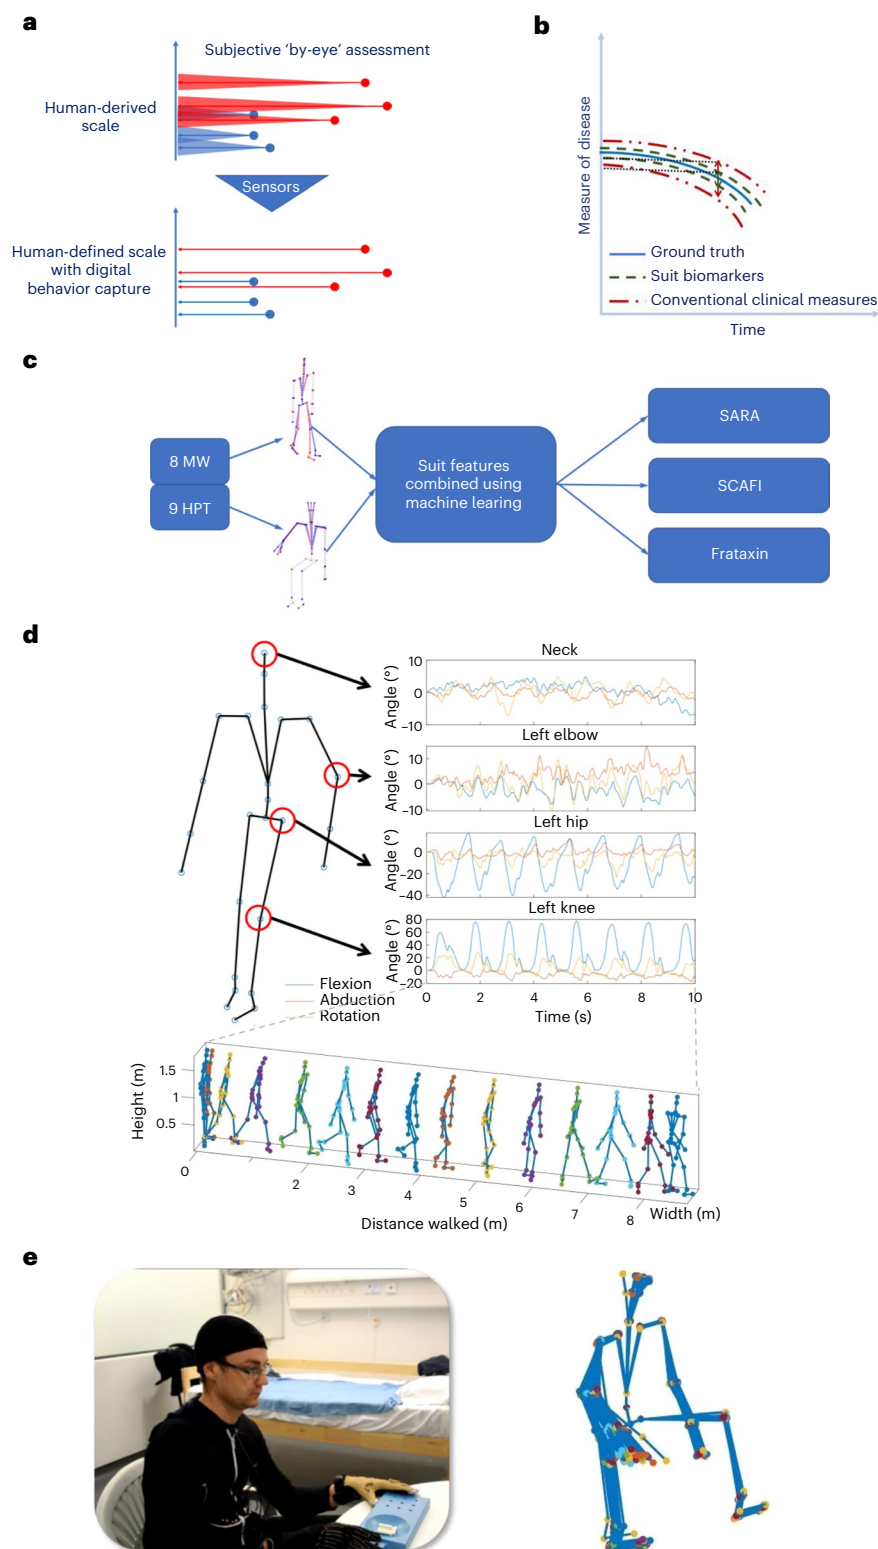 a
Subjective ‘by-eye’ assessment
Human-derived
scale
Sensors
Human-defined scale
with digital
behavior capture
b
Measure of disease
Ground truth
Suit biomarkers
Conventional clinical measures
Time
c
8 MW
9 HPT
Suit features
combined using
machine learing
SARA
SCAFI
Frataxin
d
Neck
Angle (°)
10
0
−10
Left elbow
Angle (°)
10
0
−10
Left hip
Angle (°)
0
−20
−40
Left knee
Angle (°)
80
60
40
20
0
−20
0 2 4 6 8 10
Time (s)
Flexion
Abduction
Rotation
Height (m)
1.5
1
0.5
0 2 3 4 5 6 7 8
Distance walked (m)
Width (m)
e